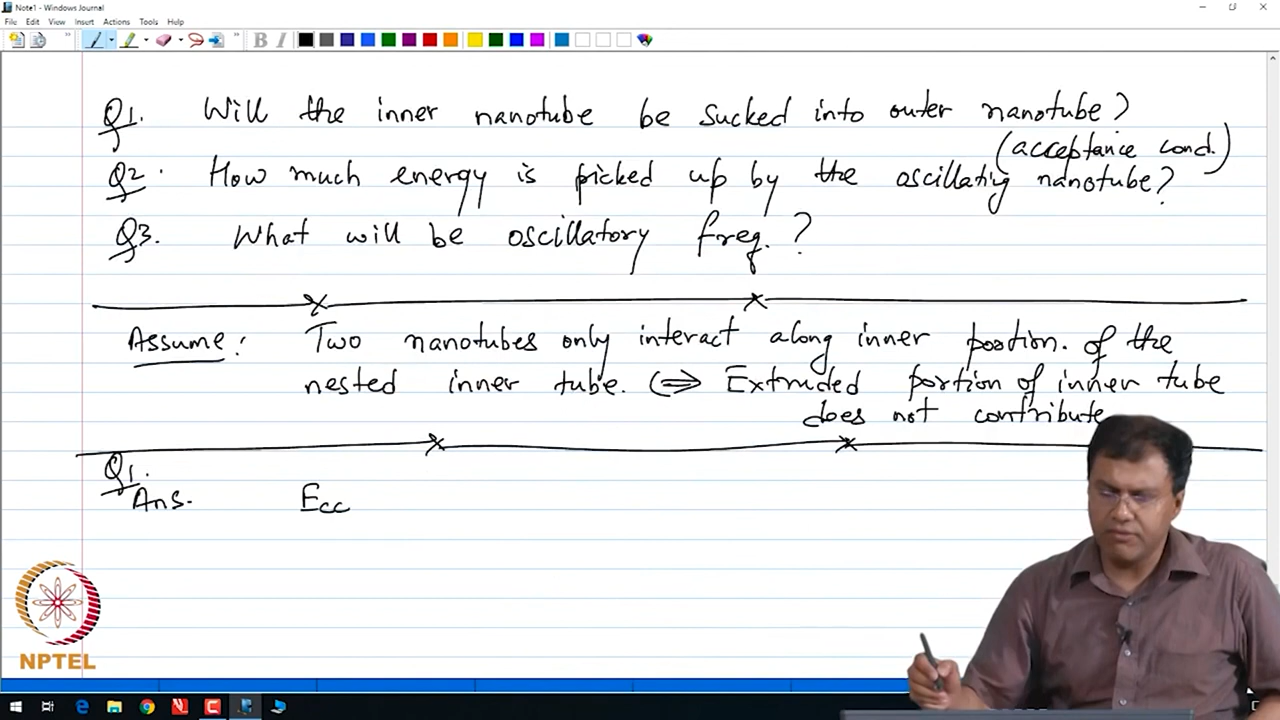 Note1 - Windows Journal
File Edit View Insert Actions Tools Help
Q1. Will the inner nanotube be sucked into outer nanotube?
(acceptance cond.)
Q2. How much energy is picked up by the oscillatig nanotube?
Q3. What will be oscillatory freq.?
Assume: Two nanotubes only interact along inner portion. of the
nested inner tube. (⇒ Extruded portion of inner tube
does not contribute
Q1.
Ans. Ecc
NPTEL